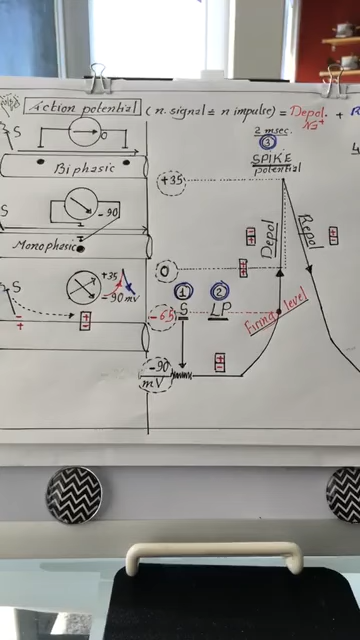 Action potential (n. signal ≤ n impulse) = Depol. + R
Na+
2 msec.
3
SPIKE
potential
S
0
Biphasic
+35
S
-90
Monophasic
Depol
Repol
+
-
0
+35
-90 mV
S
+
-
1
S
2
LP
-65
Firing level
-90
mV